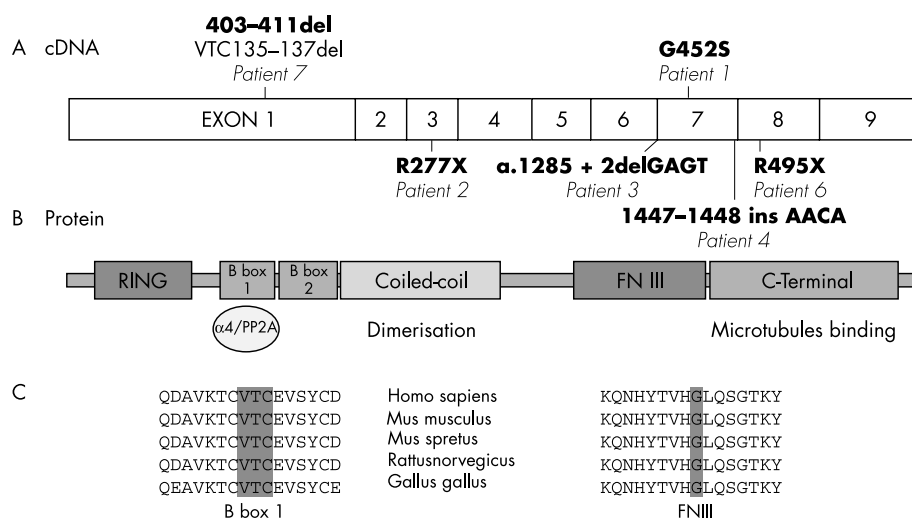 403–411del
A cDNA VTC135–137del G452S
Patient 7 Patient 1
EXON 1 2 3 4 5 6 7 8 9
R277X a.1285 + 2delGAGT R495X
Patient 2 Patient 3 Patient 6
1447–1448 ins AACA
B Protein Patient 4
RING B box 1 B box 2 Coiled-coil FN III C-Terminal
α4/PP2A Dimerisation Microtubules binding
C QDAVKTCVTCEVSYCD Homo sapiens KQNHYTVHGLQSGTKY
QDAVKTCVTCEVSYCD Mus musculus KQNHYTVHGLQSGTKY
QDAVKTCVTCEVSYCD Mus spretus KQNHYTVHGLQSGTKY
QDAVKTCVTCEVSYCD Rattusnorvegicus KQNHYTVHGLQSGTKY
QEAVKTCVTCEVSYCE Gallus gallus KQNHYTVHGLQSGTKY
B box 1 FNIII